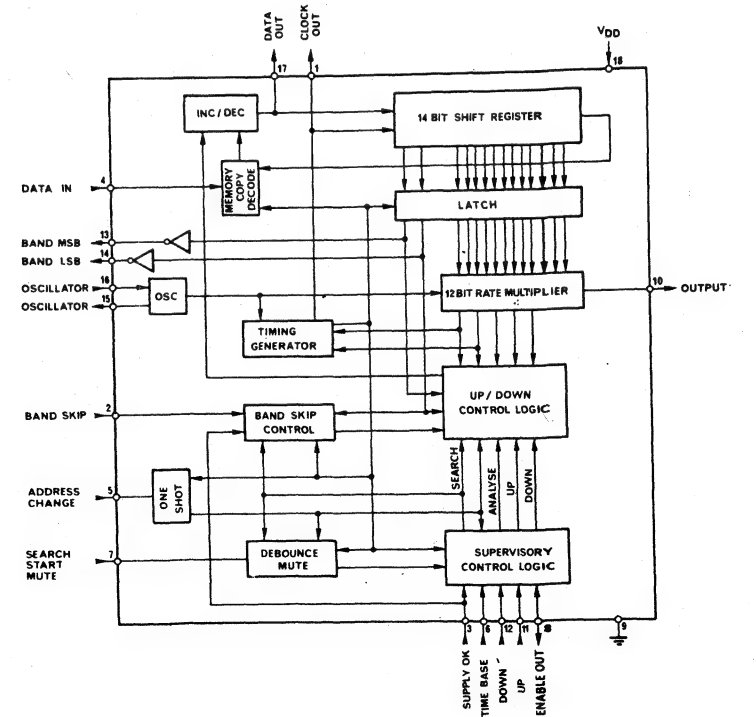 DATA OUT
CLOCK OUT
17
1
VDD
18
INC/DEC
14 BIT SHIFT REGISTER
4
DATA IN
MEMORY
COPY
DECODE
LATCH
13
BAND MSB
14
BAND LSB
16
OSCILLATOR
15
OSCILLATOR
OSC
12 BIT RATE MULTIPLIER
10
OUTPUT
TIMING
GENERATOR
UP/DOWN
CONTROL LOGIC
2
BAND SKIP
BAND SKIP
CONTROL
SEARCH
ANALYSE
UP
DOWN
ADDRESS
CHANGE
5
ONE
SHOT
SEARCH
START
MUTE
7
DEBOUNCE
MUTE
SUPERVISORY
CONTROL LOGIC
3
6
12
11
8
9
SUPPLY OK
TIME BASE
DOWN
UP
ENABLE OUT